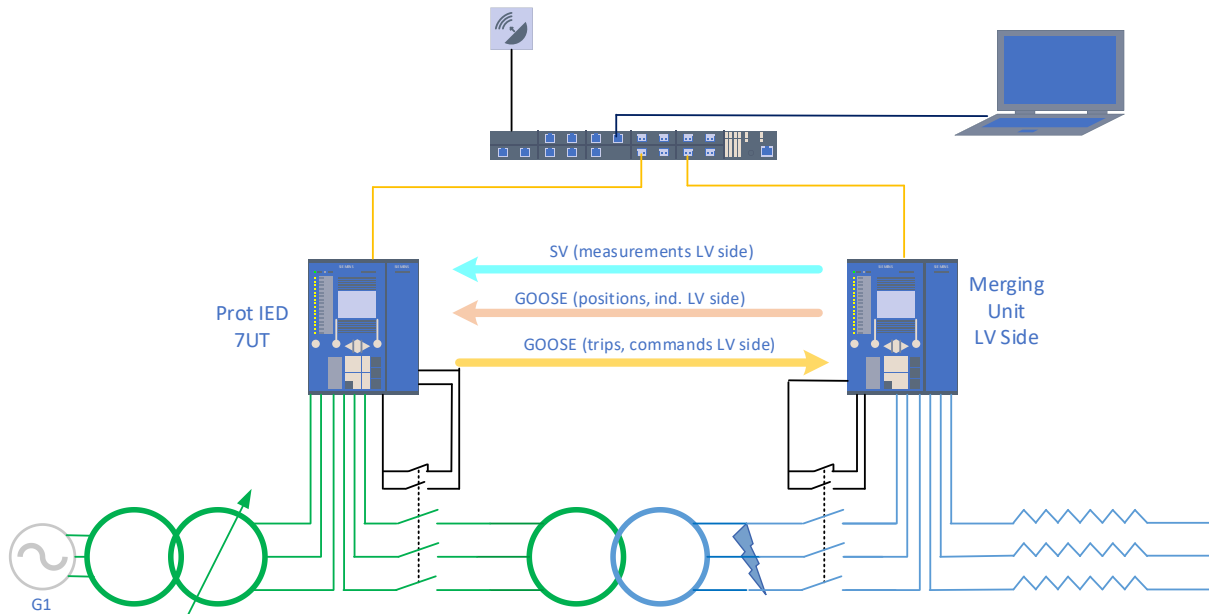 SV (measurements LV side)
GOOSE (positions, ind. LV side)
GOOSE (trips, commands LV side)
Prot IED
7UT
Merging
Unit
LV Side
G1